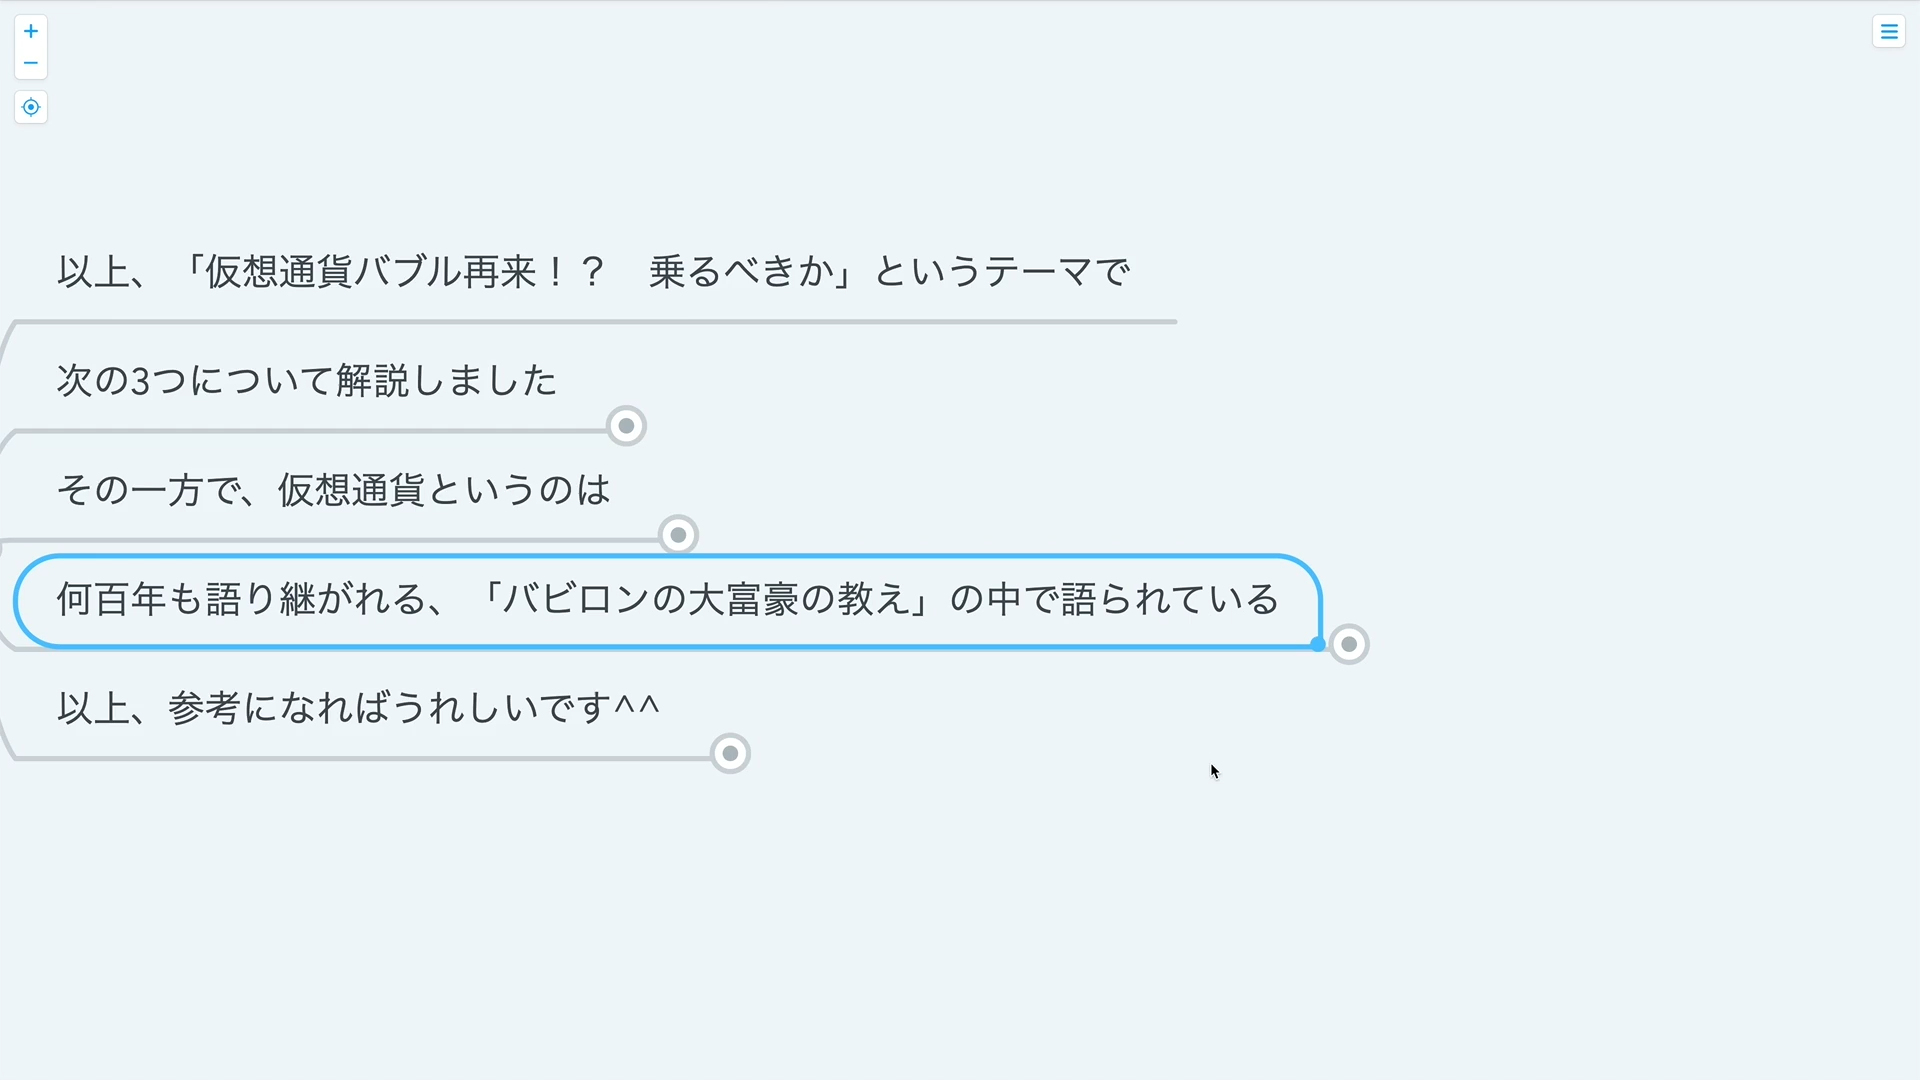 以上、「仮想通貨バブル再来！？　乗るべきか」というテーマで
次の3つについて解説しました
その一方で、仮想通貨というのは
何百年も語り継がれる、「バビロンの大富豪の教え」の中で語られている
以上、参考になればうれしいです^^